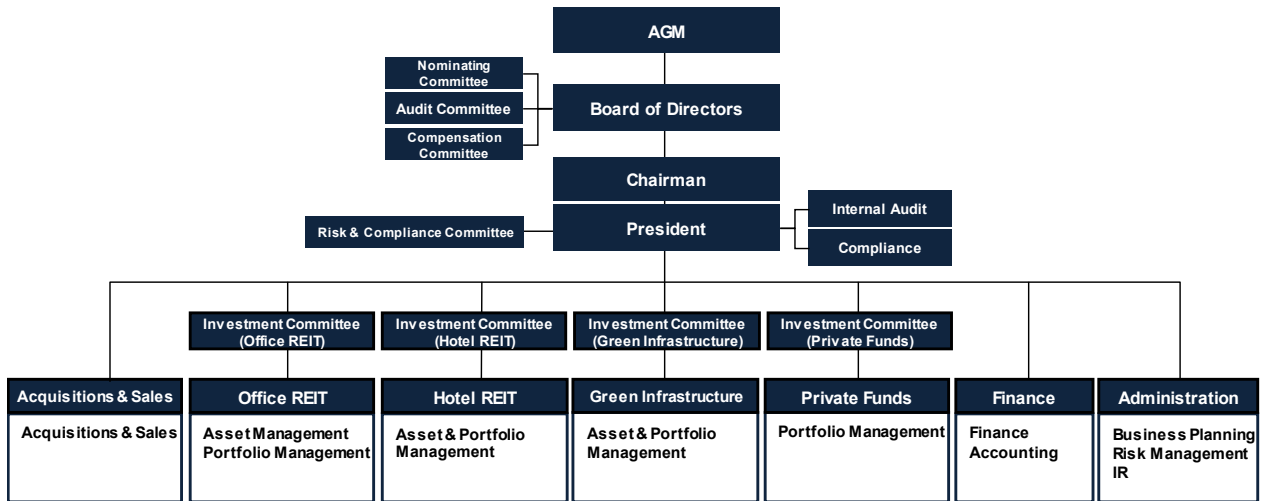 AGM
Nominating
Committee
Audit Committee
Compensation
Committee
Board of Directors
Chairman
President
Risk & Compliance Committee
Internal Audit
Compliance
Investment Committee
(Office REIT)
Investment Committee
(Hotel REIT)
Investment Committee
(Green Infrastructure)
Investment Committee
(Private Funds)
Acquisitions & Sales
Acquisitions & Sales
Office REIT
Asset Management
Portfolio Management
Hotel REIT
Asset & Portfolio
Management
Green Infrastructure
Asset & Portfolio
Management
Private Funds
Portfolio Management
Finance
Finance
Accounting
Administration
Business Planning
Risk Management
IR